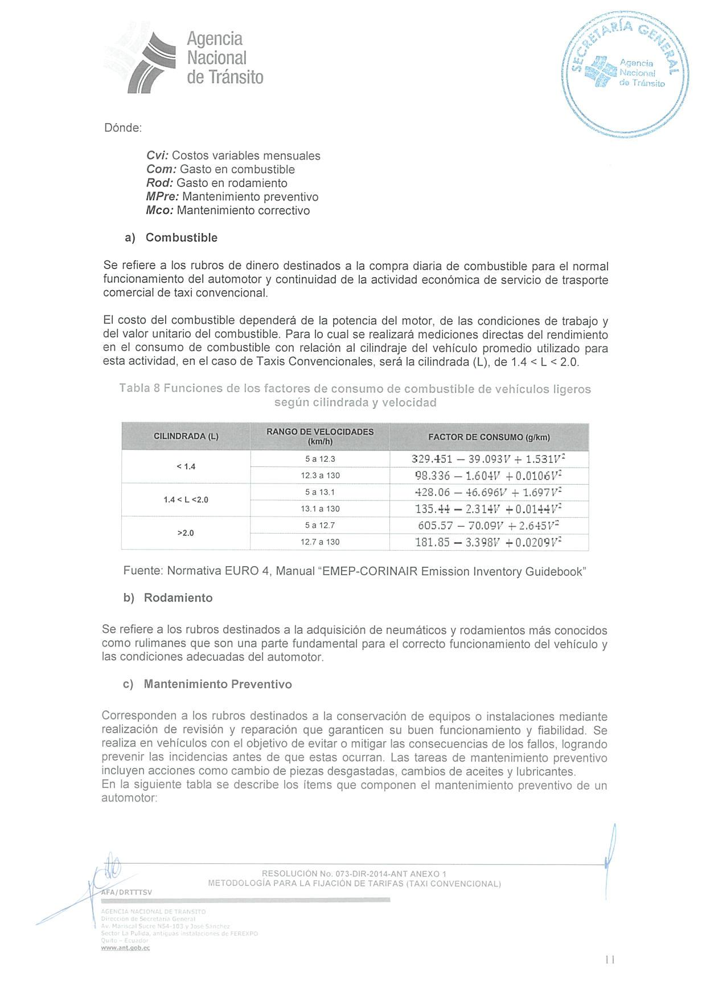 Agencia
Nacional
de Tránsito
SECRETARÍA GENERAL
Agencia
Nacional
de Tránsito
Dónde:
Cvi: Costos variables mensuales
Com: Gasto en combustible
Rod: Gasto en rodamiento
MPre: Mantenimiento preventivo
Mco: Mantenimiento correctivo
a) Combustible
Se refiere a los rubros de dinero destinados a la compra diaria de combustible para el normal
funcionamiento del automotor y continuidad de la actividad económica de servicio de trasporte
comercial de taxi convencional.
El costo del combustible dependerá de la potencia del motor, de las condiciones de trabajo y
del valor unitario del combustible. Para lo cual se realizará mediciones directas del rendimiento
en el consumo de combustible con relación al cilindraje del vehículo promedio utilizado para
esta actividad, en el caso de Taxis Convencionales, será la cilindrada (L), de 1.4 < L < 2.0.
Tabla 8 Funciones de los factores de consumo de combustible de vehículos ligeros
según cilindrada y velocidad
CILINDRADA (L) RANGO DE VELOCIDADES (km/h) FACTOR DE CONSUMO (g/km)
< 1.4 5 a 12.3 329.451 − 39.093V + 1.531V²
12.3 a 130 98.336 − 1.604V + 0.0106V²
1.4 < L <2.0 5 a 13.1 428.06 − 46.696V + 1.697V²
13.1 a 130 135.44 − 2.314V + 0.0144V²
>2.0 5 a 12.7 605.57 − 70.09V + 2.645V²
12.7 a 130 181.85 − 3.398V + 0.0209V²
Fuente: Normativa EURO 4, Manual “EMEP-CORINAIR Emission Inventory Guidebook”
b) Rodamiento
Se refiere a los rubros destinados a la adquisición de neumáticos y rodamientos más conocidos
como rulimanes que son una parte fundamental para el correcto funcionamiento del vehículo y
las condiciones adecuadas del automotor.
c) Mantenimiento Preventivo
Corresponden a los rubros destinados a la conservación de equipos o instalaciones mediante
realización de revisión y reparación que garanticen su buen funcionamiento y fiabilidad. Se
realiza en vehículos con el objetivo de evitar o mitigar las consecuencias de los fallos, logrando
prevenir las incidencias antes de que estas ocurran. Las tareas de mantenimiento preventivo
incluyen acciones como cambio de piezas desgastadas, cambios de aceites y lubricantes.
En la siguiente tabla se describe los ítems que componen el mantenimiento preventivo de un
automotor:
RESOLUCIÓN No. 073-DIR-2014-ANT ANEXO 1
METODOLOGÍA PARA LA FIJACIÓN DE TARIFAS (TAXI CONVENCIONAL)
AFA/DRTTTSV
AGENCIA NACIONAL DE TRANSITO
Dirección de Secretaría General
Av. Mariscal Sucre N54-103 y José Sánchez
Sector La Pulida, antiguas instalaciones de FEREXPO
Quito – Ecuador
www.ant.gob.ec
11